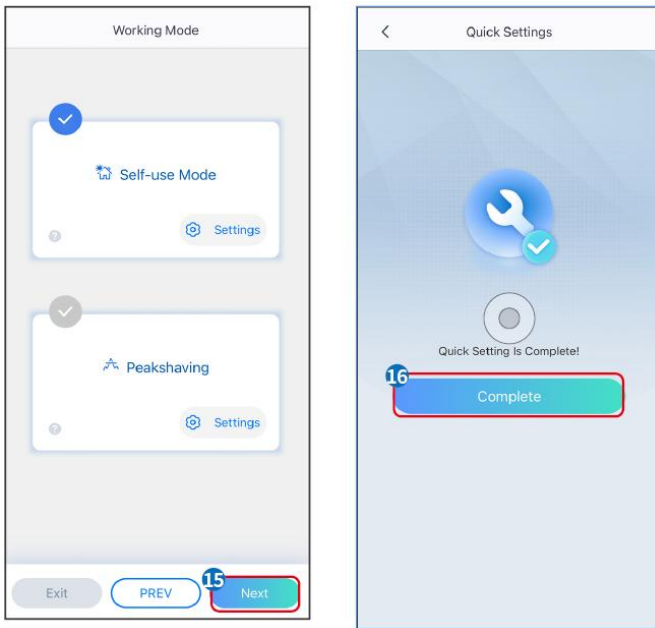 Working Mode
Self-use Mode
?
Settings
Peakshaving
?
Settings
Exit
PREV
15
Next
Quick Settings
Quick Setting Is Complete!
16
Complete